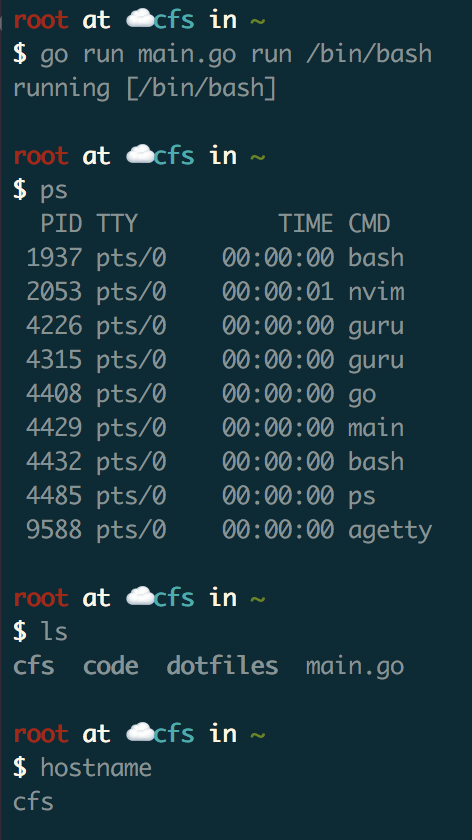 root at ☁️cfs in ~
$ go run main.go run /bin/bash
running [/bin/bash]
root at ☁️cfs in ~
$ ps
  PID TTY          TIME CMD
 1937 pts/0    00:00:00 bash
 2053 pts/0    00:00:01 nvim
 4226 pts/0    00:00:00 guru
 4315 pts/0    00:00:00 guru
 4408 pts/0    00:00:00 go
 4429 pts/0    00:00:00 main
 4432 pts/0    00:00:00 bash
 4485 pts/0    00:00:00 ps
 9588 pts/0    00:00:00 agetty
root at ☁️cfs in ~
$ ls
cfs  code  dotfiles  main.go
root at ☁️cfs in ~
$ hostname
cfs